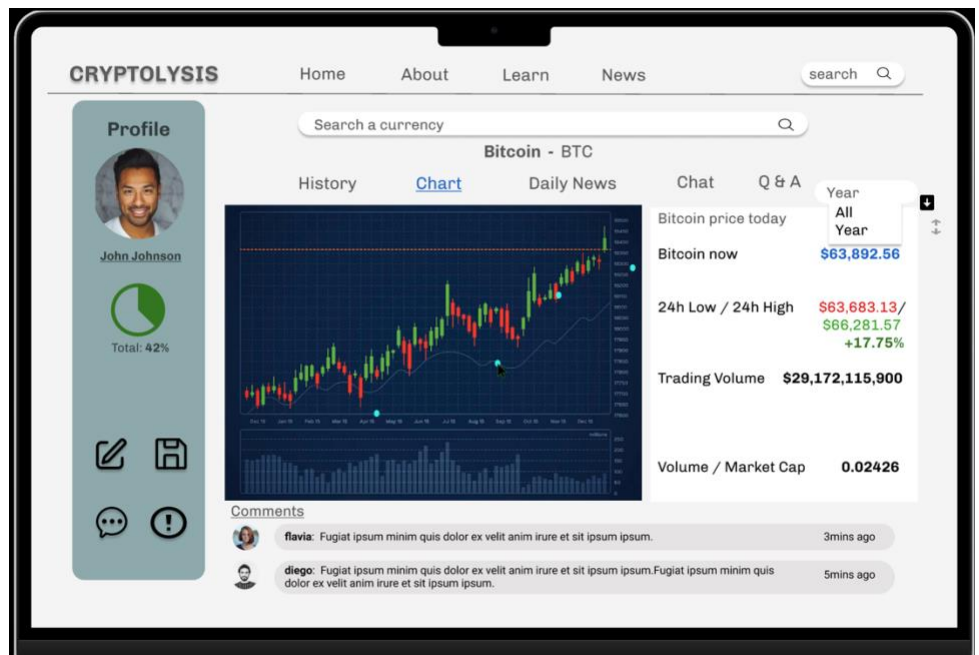 CRYPTOLYSIS
Home
About
Learn
News
search
Profile
John Johnson
Total: 42%
Search a currency
Bitcoin - BTC
History
Chart
Daily News
Chat
Q & A
Year
All
Year
Bitcoin price today
Bitcoin now $63,892.56
24h Low / 24h High $63,683.13/
$66,281.57
+17.75%
Trading Volume $29,172,115,900
Volume / Market Cap 0.02426
Comments
flavia: Fugiat ipsum minim quis dolor ex velit anim irure et sit ipsum ipsum. 3mins ago
diego: Fugiat ipsum minim quis dolor ex velit anim irure et sit ipsum ipsum.Fugiat ipsum minim quis
dolor ex velit anim irure et sit ipsum ipsum. 5mins ago